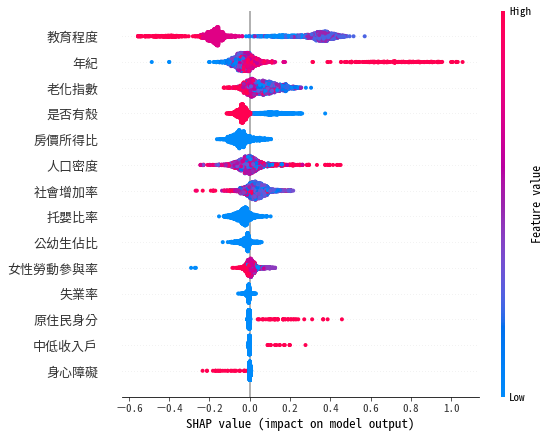 High
教育程度
年紀
老化指數
是否有殼
房價所得比
人口密度
社會增加率
托嬰比率
公幼生佔比
女性勞動參與率
失業率
原住民身分
中低收入戶
身心障礙
Feature value
Low
−0.6 −0.4 −0.2 0.0 0.2 0.4 0.6 0.8 1.0
SHAP value (impact on model output)